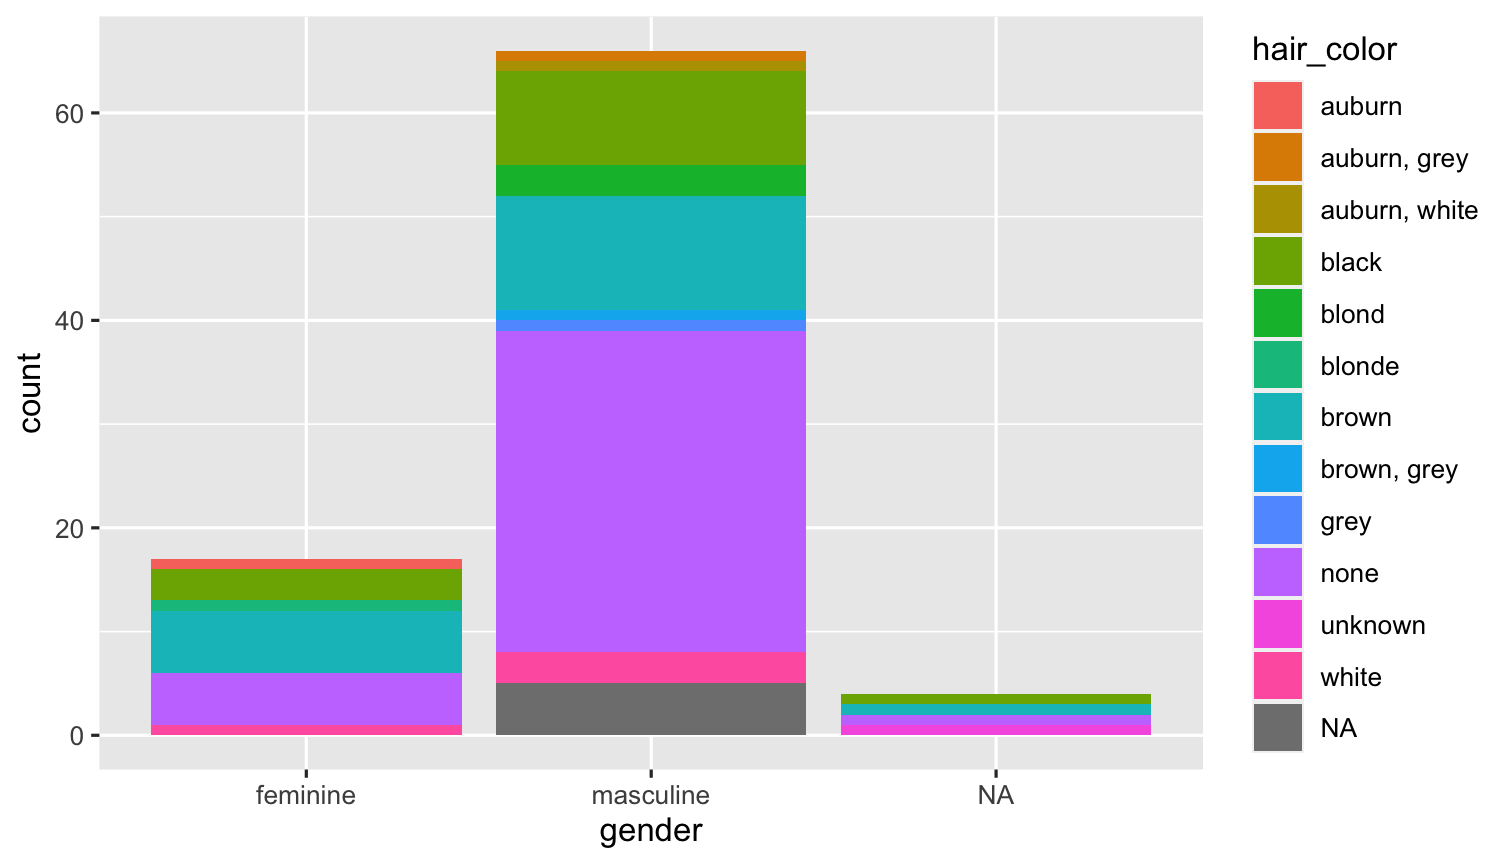 hair_color
auburn
auburn, grey
auburn, white
black
blond
blonde
brown
brown, grey
grey
none
unknown
white
NA
count
60
40
20
0
feminine masculine NA
gender